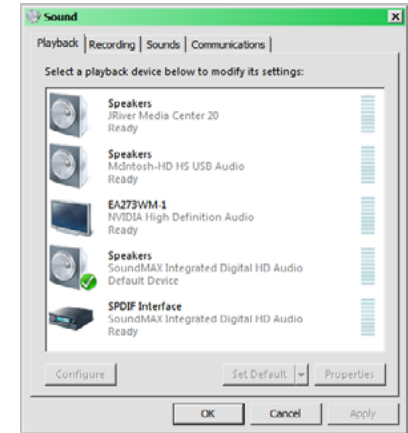 Sound
Playback Recording Sounds Communications
Select a playback device below to modify its settings:
Speakers
JRiver Media Center 20
Ready
Speakers
McIntosh-HD HS USB Audio
Ready
EA273WM-1
NVIDIA High Definition Audio
Ready
Speakers
SoundMAX Integrated Digital HD Audio
Default Device
SPDIF Interface
SoundMAX Integrated Digital HD Audio
Ready
Configure Set Default Properties
OK Cancel Apply